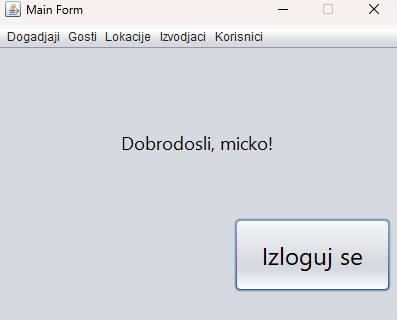 Main Form
Dogadjaji Gosti Lokacije Izvodjaci Korisnici
Dobrodosli, micko!
Izloguj se